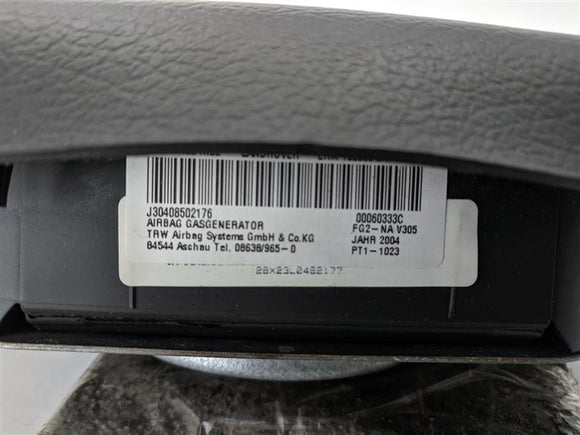 J30408502176
00060333C
AIRBAG GASGENERATOR
FG2-NA V305
TRW Airbag Systems GmbH & Co.KG
JAHR 2004
84544 Aschau Tel. 08638/965-0
PT1-1023
28X23L0482177